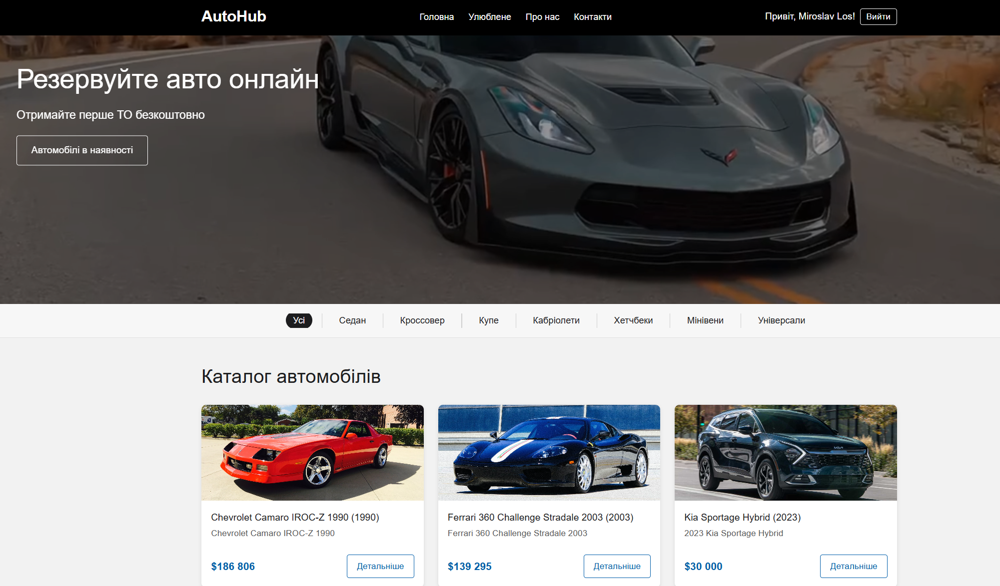 AutoHub
Головна Улюблене Про нас Контакти
Привіт, Miroslav Los! Вийти
Резервуйте авто онлайн
Отримайте перше ТО безкоштовно
Автомобілі в наявності
Усі Седан Кроссовер Купе Кабріолети Хетчбеки Мінівени Універсали
Каталог автомобілів
Chevrolet Camaro IROC-Z 1990 (1990)
Chevrolet Camaro IROC-Z 1990
$186 806 Детальніше
Ferrari 360 Challenge Stradale 2003 (2003)
Ferrari 360 Challenge Stradale 2003
$139 295 Детальніше
Kia Sportage Hybrid (2023)
2023 Kia Sportage Hybrid
$30 000 Детальніше